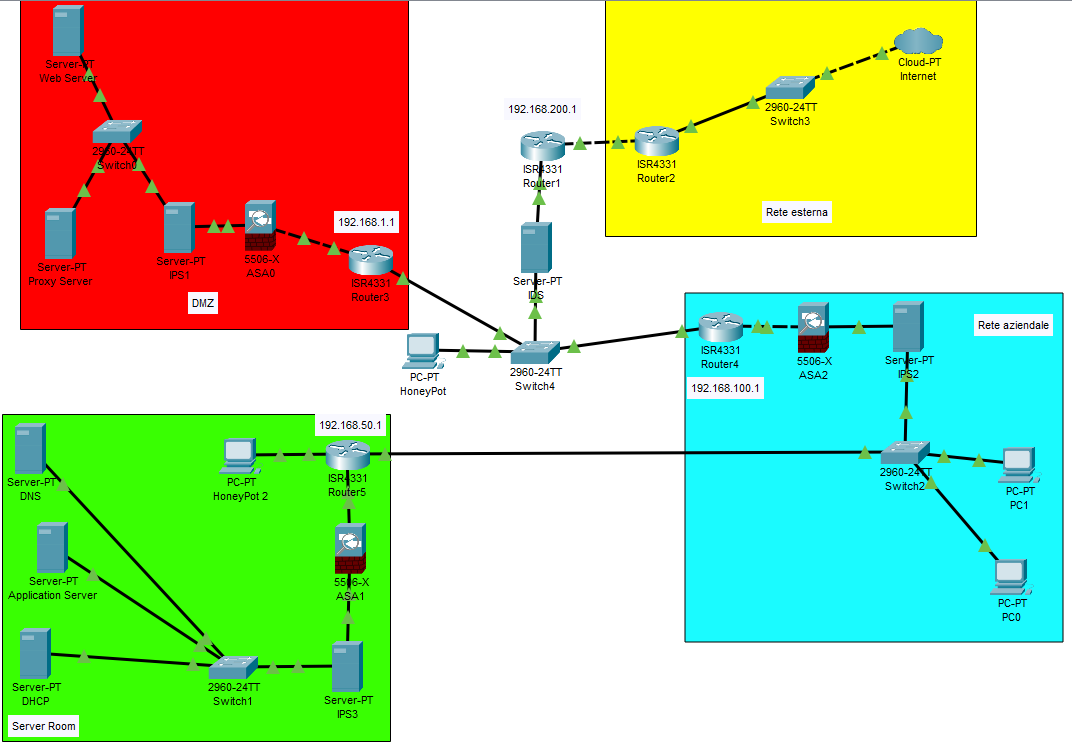 Server-PT
Web Server
2960-24TT
Switch0
Server-PT
Proxy Server
Server-PT
IPS1
5506-X
ASA0
192.168.1.1
ISR4331
Router3
DMZ
192.168.200.1
ISR4331
Router1
ISR4331
Router2
2960-24TT
Switch3
Cloud-PT
Internet
Rete esterna
Server-PT
IDS
PC-PT
HoneyPot
2960-24TT
Switch4
ISR4331
Router4
192.168.100.1
5506-X
ASA2
Server-PT
IPS2
Rete aziendale
2960-24TT
Switch2
PC-PT
PC1
PC-PT
PC0
192.168.50.1
Server-PT
DNS
PC-PT
HoneyPot 2
ISR4331
Router5
Server-PT
Application Server
5506-X
ASA1
Server-PT
DHCP
2960-24TT
Switch1
Server-PT
IPS3
Server Room